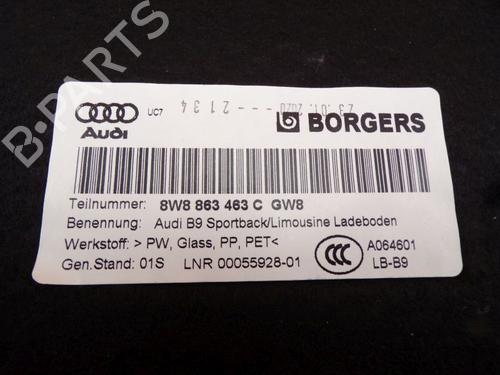 Audi
UC7
23.01.2020 --- 2134
BORGERS
Teilnummer: 8W8 863 463 C GW8
Benennung: Audi B9 Sportback/Limousine Ladeboden
Werkstoff: > PW, Glass, PP, PET<
A064601
Gen.Stand: 01S LNR 00055928-01
CCC
LB-B9
B-PARTS